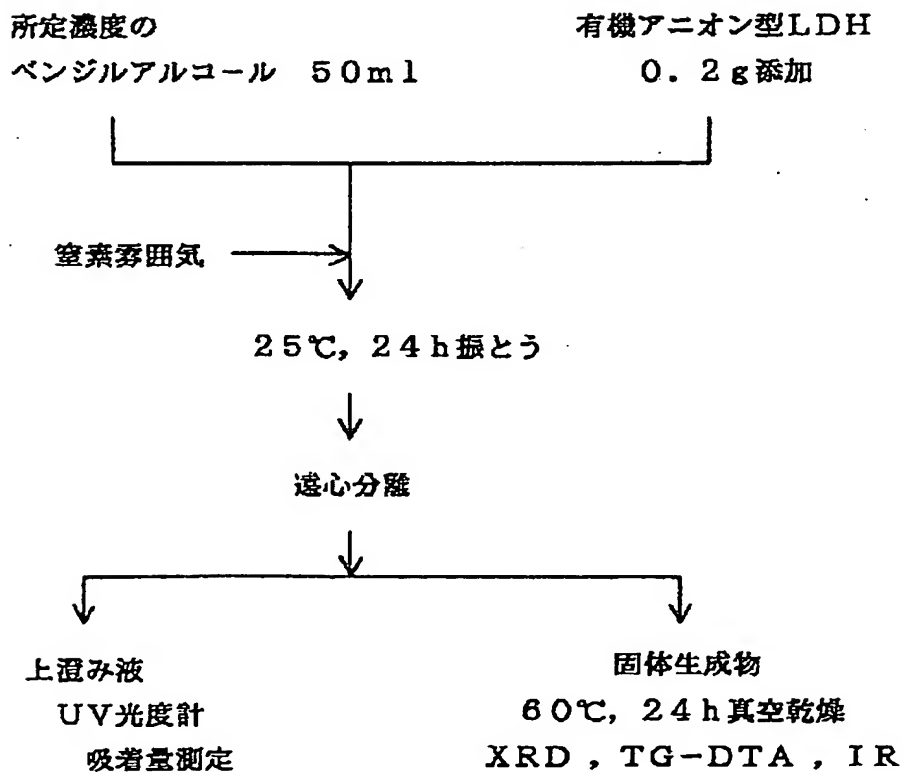 所定濃度の
ベンジルアルコール 50ml
有機アニオン型LDH
0.2g添加
窒素雰囲気
25℃, 24h振とう
遠心分離
上澄み液
UV光度計
吸着量測定
固体生成物
60℃, 24h真空乾燥
XRD , TG-DTA , IR